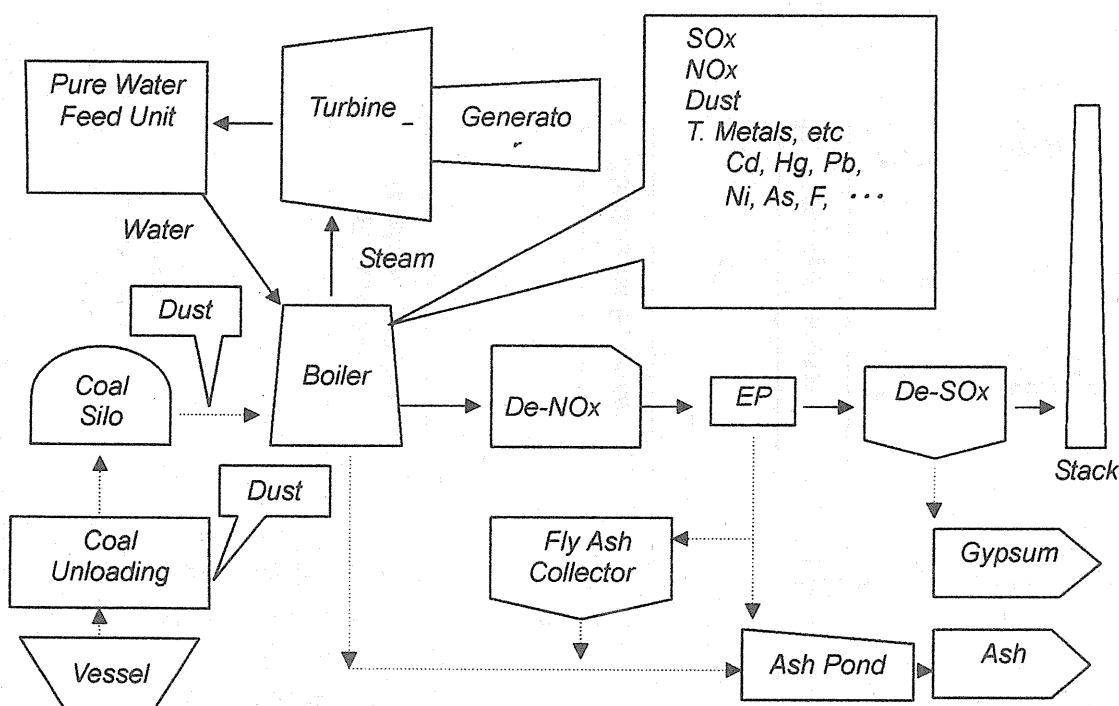 SOx
NOx
Dust
T. Metals, etc
Cd, Hg, Pb,
Ni, As, F, ・・・
Pure Water
Feed Unit
Turbine
Generato
r
Water
Steam
Dust
Coal
Silo
Boiler
De-NOx
EP
De-SOx
Stack
Dust
Coal
Unloading
Fly Ash
Collector
Gypsum
Vessel
Ash Pond
Ash